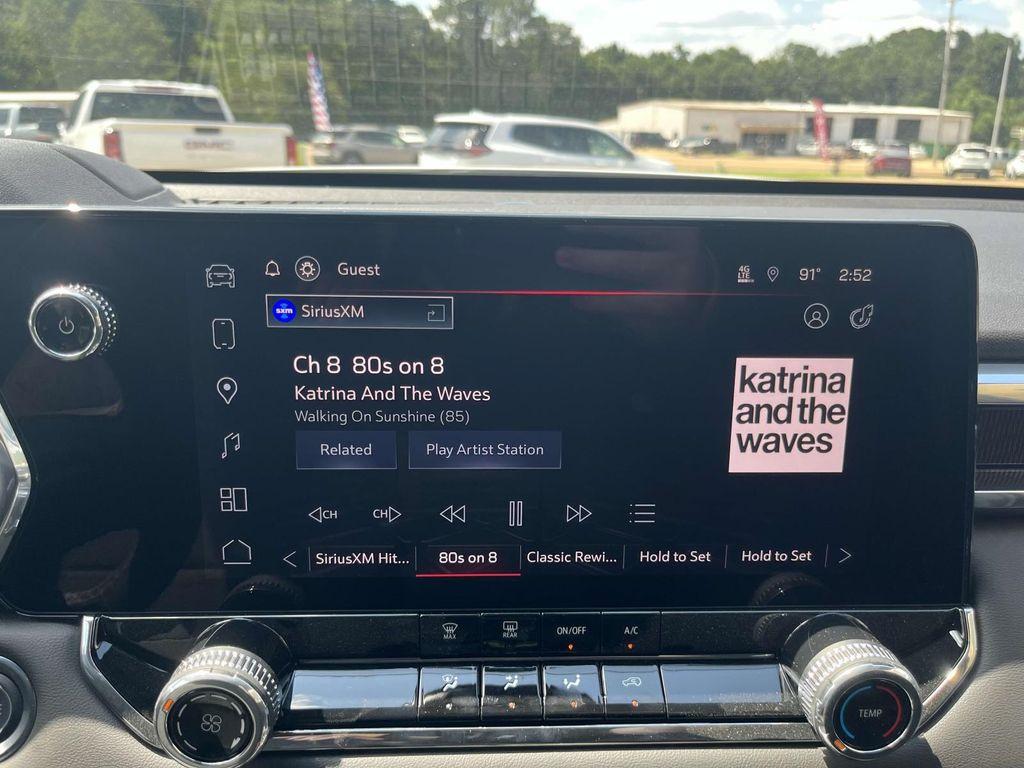 GMC
Guest
4G
LTE
91° 2:52
sxm SiriusXM
Ch 8 80s on 8
Katrina And The Waves
Walking On Sunshine (85)
Related Play Artist Station
katrina
and the
waves
CH CH
SiriusXM Hit... 80s on 8 Classic Rewi... Hold to Set Hold to Set
MAX REAR ON/OFF A/C
TEMP